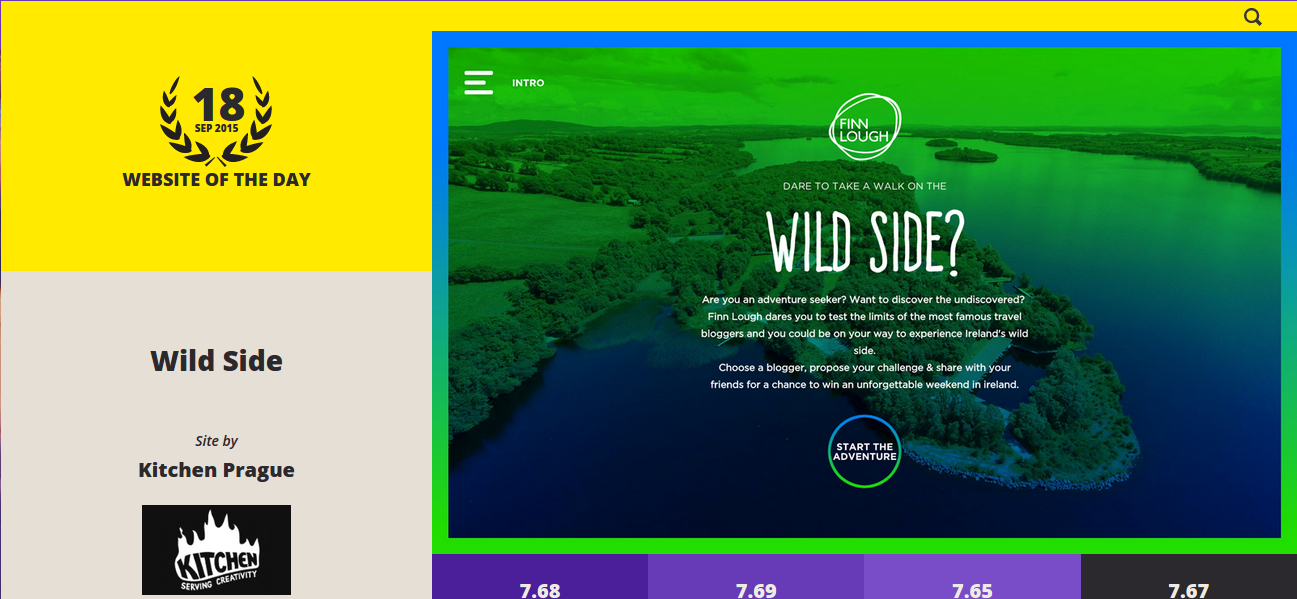 18
SEP 2015
WEBSITE OF THE DAY
Wild Side
Site by
Kitchen Prague
KITCHEN
SERVING CREATIVITY
INTRO
FINN
LOUGH
DARE TO TAKE A WALK ON THE
WILD SIDE?
Are you an adventure seeker? Want to discover the undiscovered?
Finn Lough dares you to test the limits of the most famous travel
bloggers and you could be on your way to experience Ireland's wild
side.
Choose a blogger, propose your challenge & share with your
friends for a chance to win an unforgettable weekend in ireland.
START THE
ADVENTURE
7.68
7.69
7.65
7.67